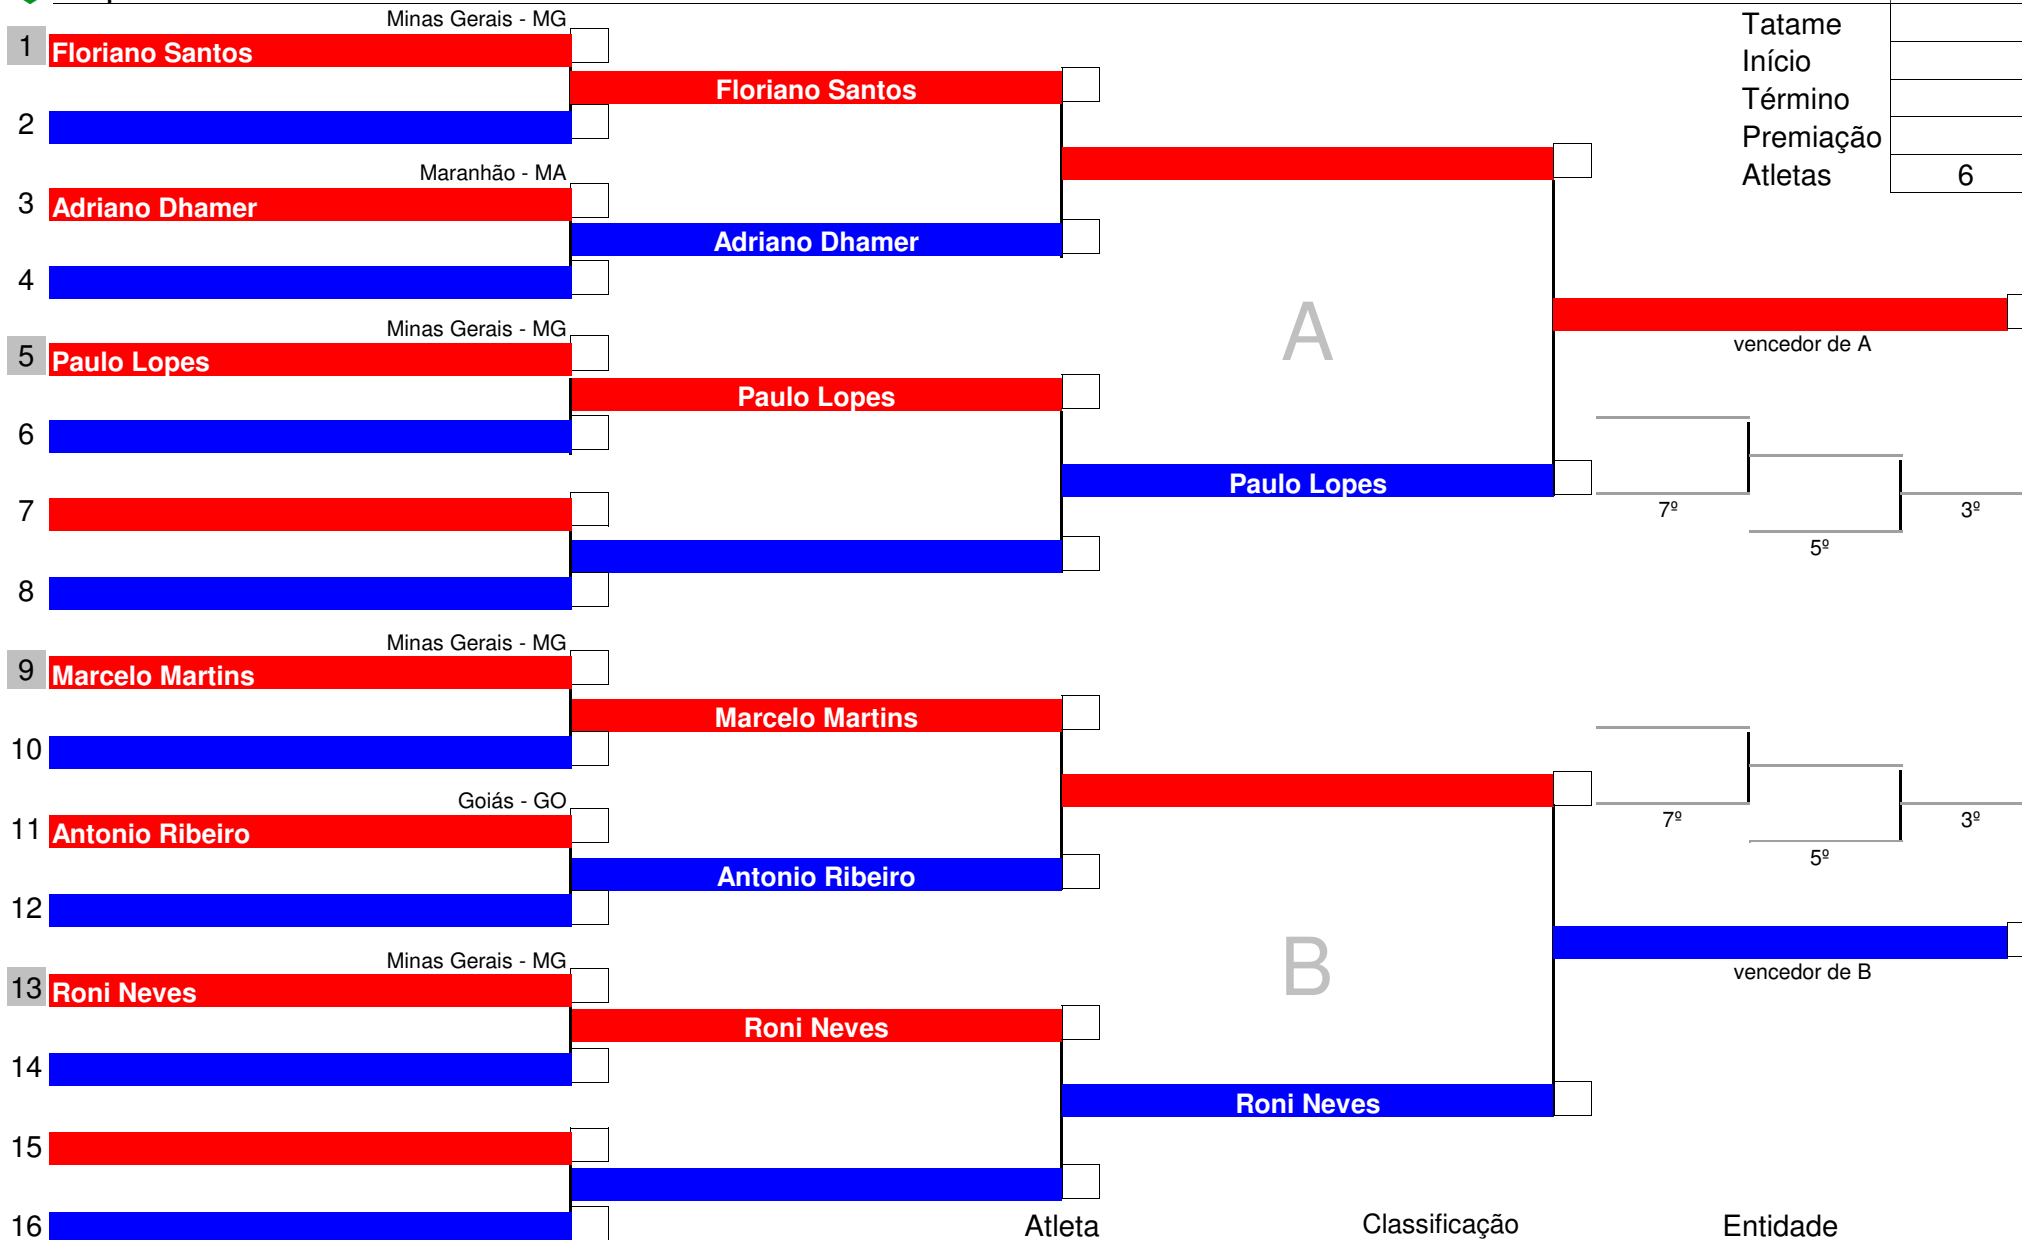 Minas Gerais - MG
Tatame
1 Floriano Santos
Início
Floriano Santos
Término
2
Premiação
Maranhão - MA
Atletas 6
3 Adriano Dhamer
Adriano Dhamer
4
Minas Gerais - MG
A
vencedor de A
5 Paulo Lopes
Paulo Lopes
6
Paulo Lopes
7
7º
3º
5º
8
Minas Gerais - MG
9 Marcelo Martins
Marcelo Martins
10
Goiás - GO
11 Antonio Ribeiro
7º
3º
5º
Antonio Ribeiro
12
Minas Gerais - MG
B
vencedor de B
13 Roni Neves
Roni Neves
14
Roni Neves
15
16
Atleta Classificação Entidade